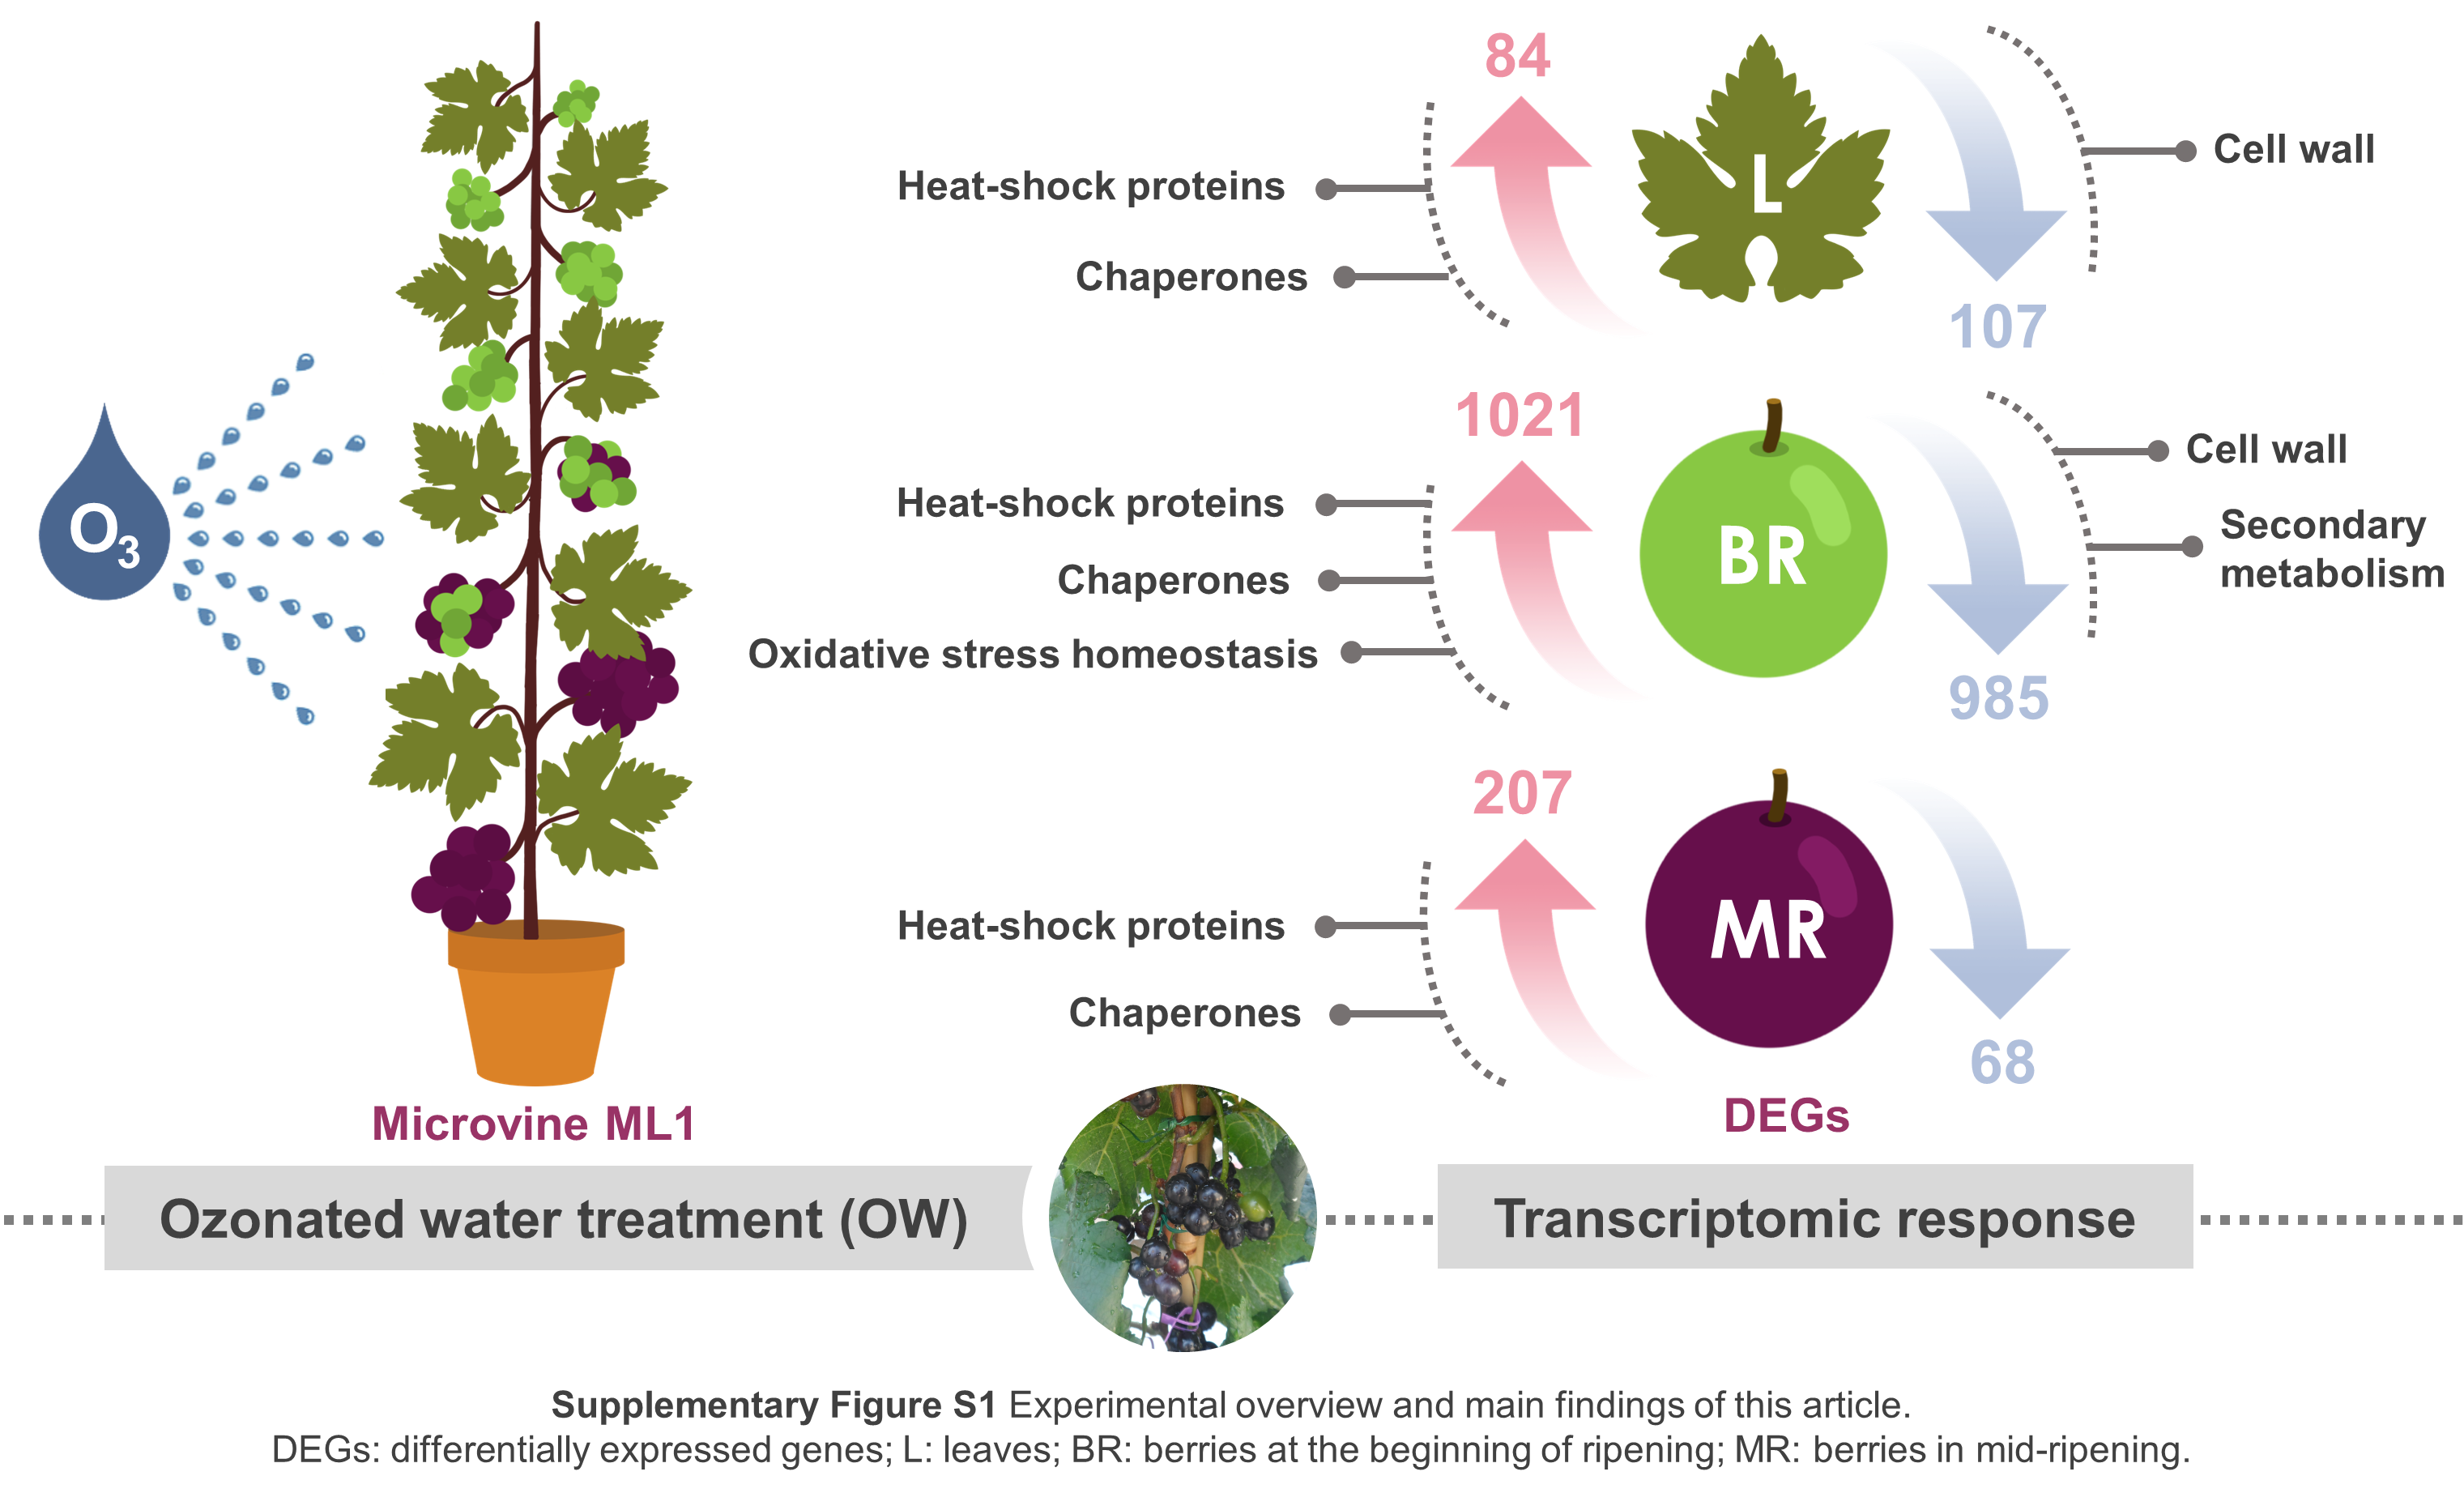 84
Heat-shock proteins
Chaperones
L
Cell wall
107
O3
1021
Heat-shock proteins
Chaperones
Oxidative stress homeostasis
BR
Cell wall
Secondary
metabolism
985
207
Heat-shock proteins
Chaperones
MR
68
Microvine ML1
DEGs
Ozonated water treatment (OW)
Transcriptomic response
Supplementary Figure S1 Experimental overview and main findings of this article.
DEGs: differentially expressed genes; L: leaves; BR: berries at the beginning of ripening; MR: berries in mid-ripening.